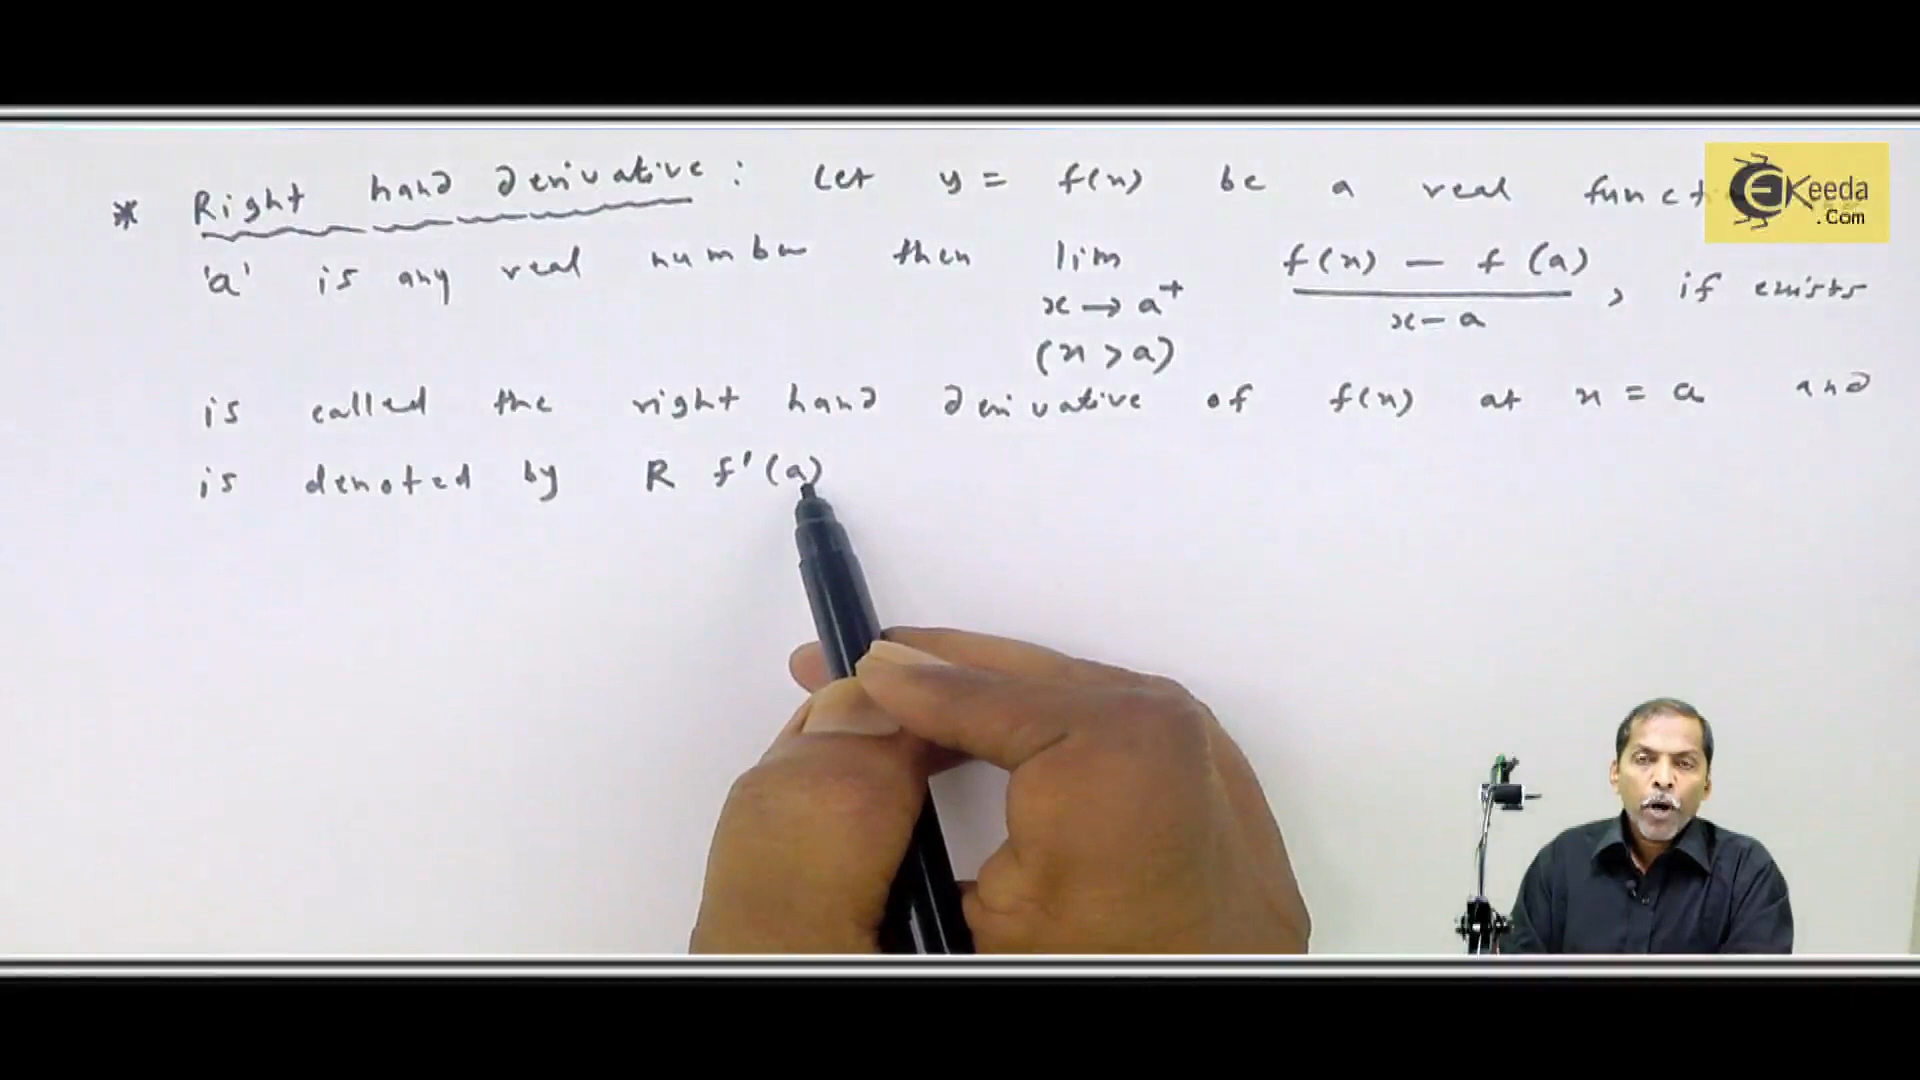 * Right hand derivative : Let y = f(x) be a real
'a' is any real number then lim f(x) - f(a) , if exists
x → a⁺ x - a
(x > a)
is called the right hand derivative of f(x) at x = a and
is denoted by R f'(a)
Keeda
.Com